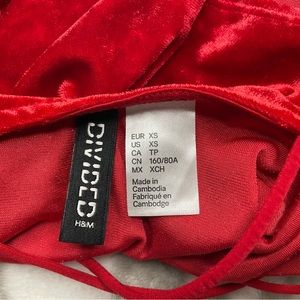 DIVIDED
H&M
EUR XS
US XS
CA TP
CN 160/80A
MX XCH
Made in
Cambodia
Fabriqué en
Cambodge